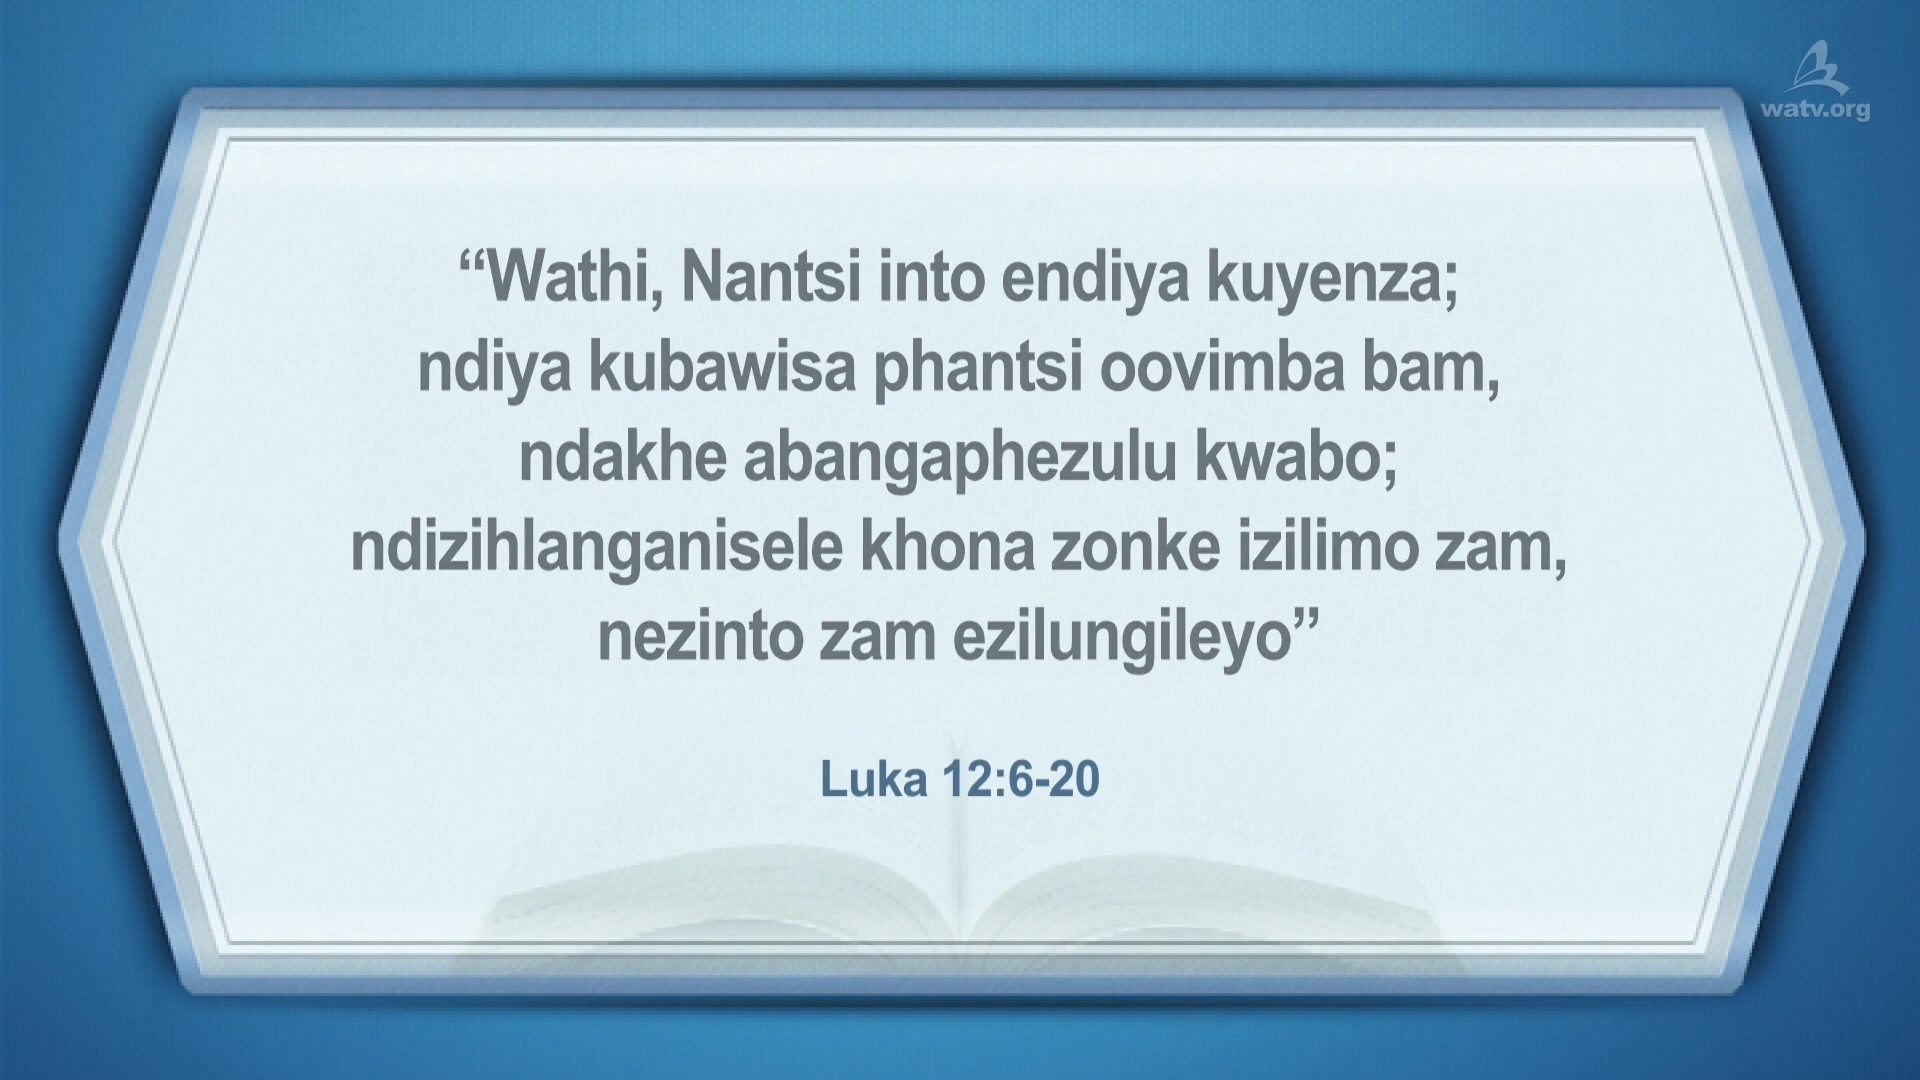 watv.org
“Wathi, Nantsi into endiya kuyenza;
ndiya kubawisa phantsi oovimba bam,
ndakhe abangaphezulu kwabo;
ndizihlanganisele khona zonke izilimo zam,
nezinto zam ezilungileyo”
Luka 12:6-20